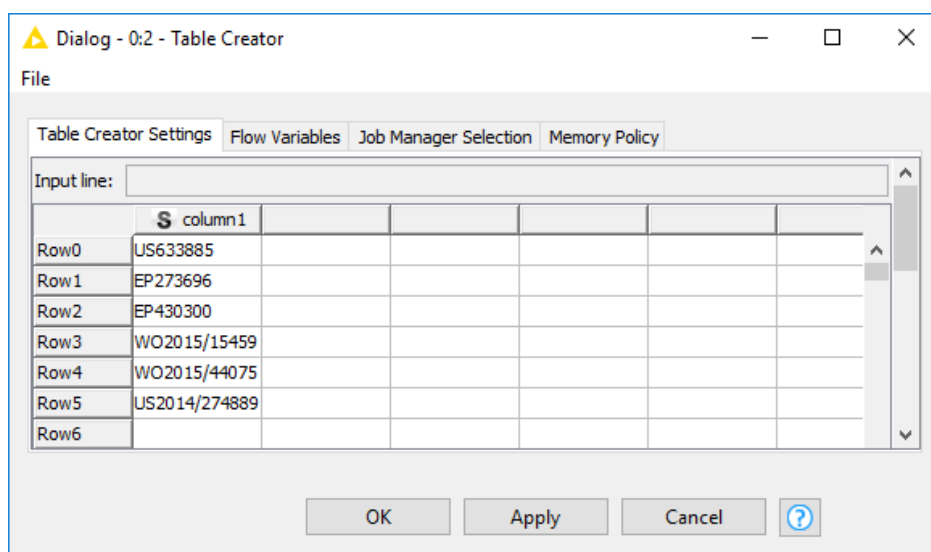 Dialog - 0:2 - Table Creator
File
Table Creator Settings Flow Variables Job Manager Selection Memory Policy
Input line:
S column1
Row0 US633885
Row1 EP273696
Row2 EP430300
Row3 WO2015/15459
Row4 WO2015/44075
Row5 US2014/274889
Row6
OK Apply Cancel ?